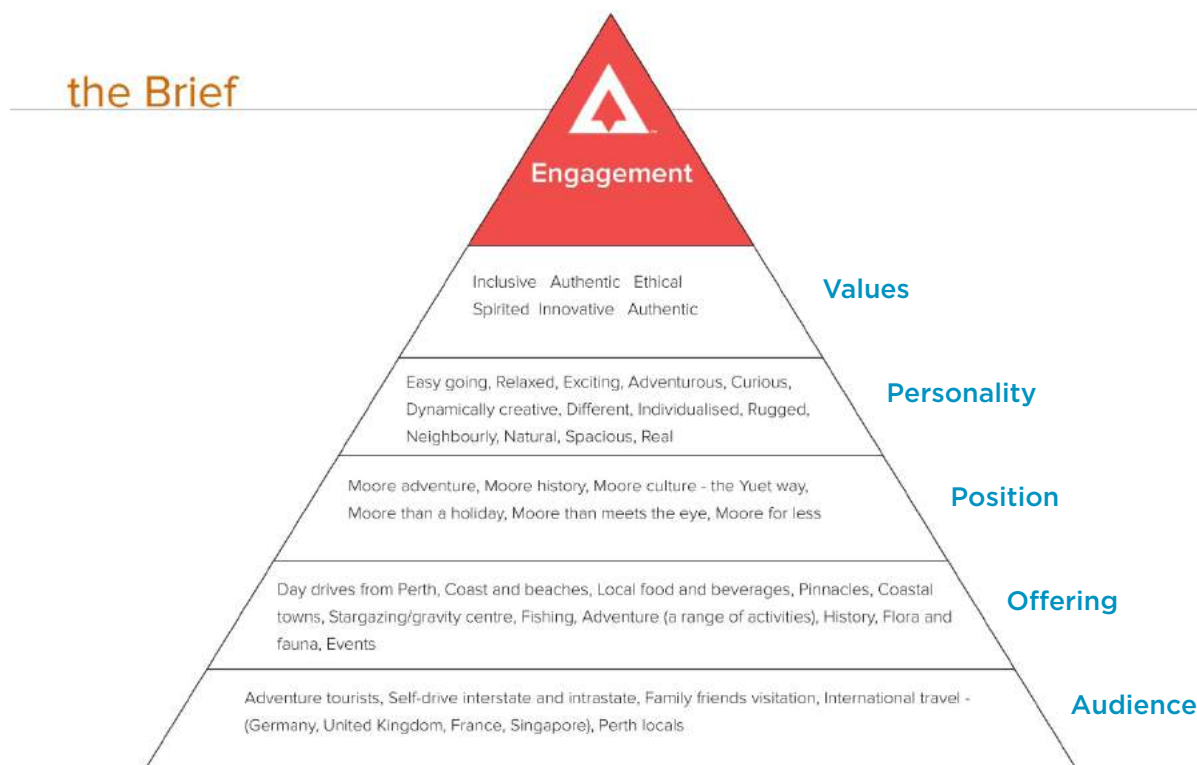 the Brief
Engagement
Inclusive Authentic Ethical
Spirited Innovative Authentic
Values
Easy going, Relaxed, Exciting, Adventurous, Curious,
Dynamically creative, Different, Individualised, Rugged,
Neighbourly, Natural, Spacious, Real
Personality
Moore adventure, Moore history, Moore culture - the Yuet way,
Moore than a holiday, Moore than meets the eye, Moore for less
Position
Day drives from Perth, Coast and beaches, Local food and beverages, Pinnacles, Coastal
towns, Stargazing/gravity centre, Fishing, Adventure (a range of activities), History, Flora and
fauna, Events
Offering
Adventure tourists, Self-drive interstate and intrastate, Family friends visitation, International travel -
(Germany, United Kingdom, France, Singapore), Perth locals
Audience